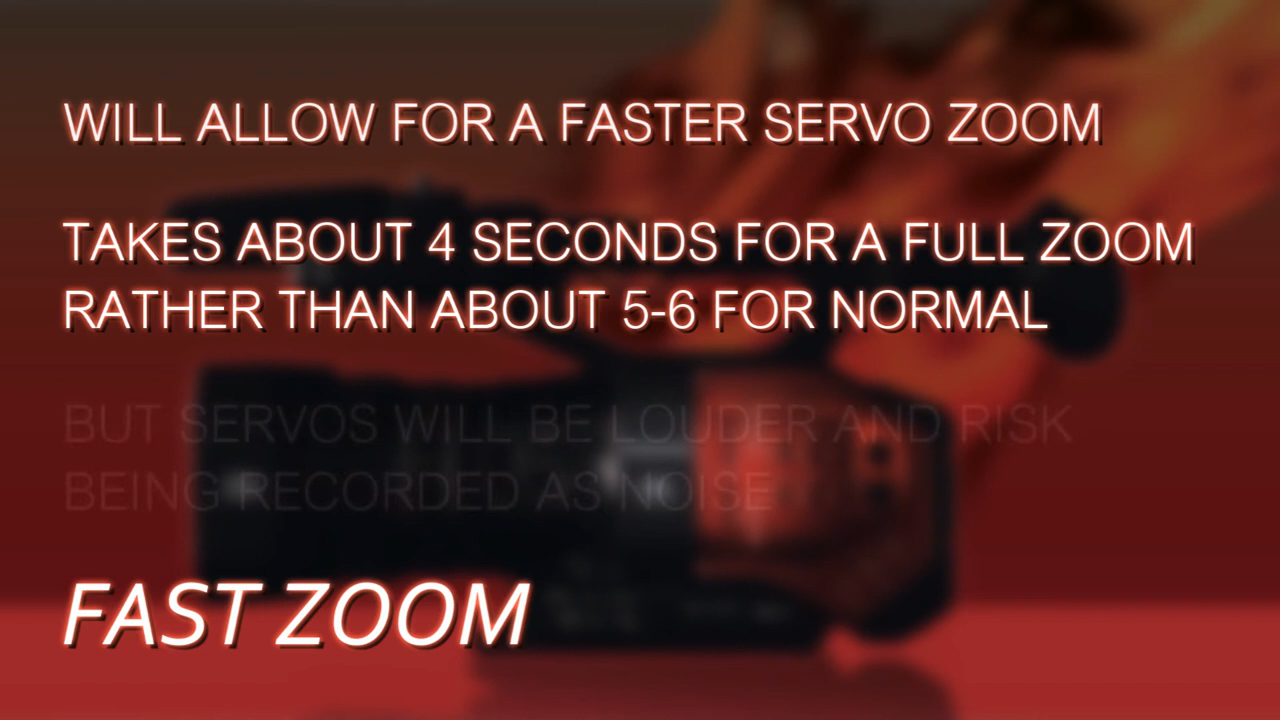 WILL ALLOW FOR A FASTER SERVO ZOOM
TAKES ABOUT 4 SECONDS FOR A FULL ZOOM
RATHER THAN ABOUT 5-6 FOR NORMAL
BUT SERVOS WILL BE LOUDER AND RISK
BEING RECORDED AS NOISE
FAST ZOOM